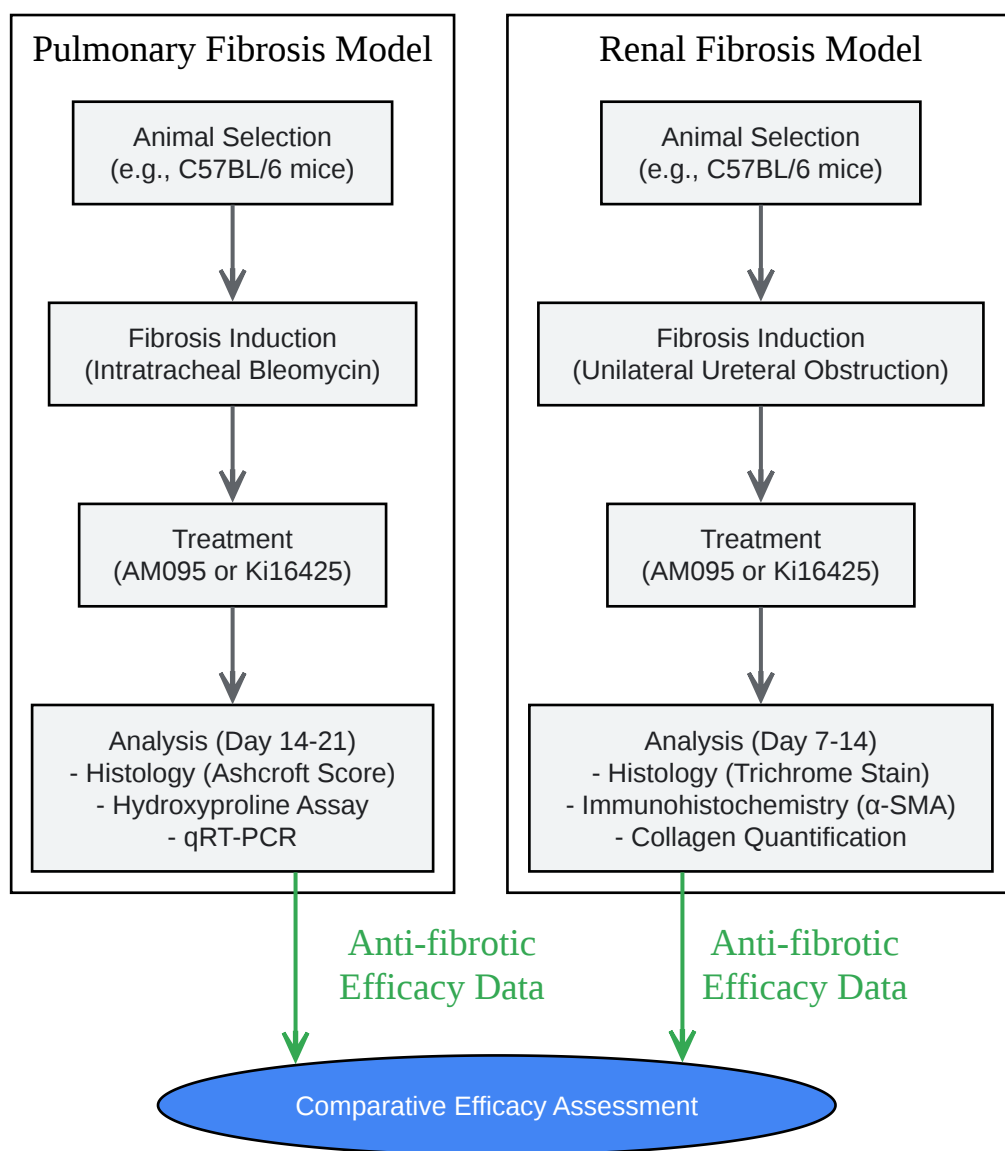 Pulmonary Fibrosis Model
Animal Selection
(e.g., C57BL/6 mice)
Fibrosis Induction
(Intratracheal Bleomycin)
Treatment
(AM095 or Ki16425)
Analysis (Day 14-21)
- Histology (Ashcroft Score)
- Hydroxyproline Assay
- qRT-PCR
Renal Fibrosis Model
Animal Selection
(e.g., C57BL/6 mice)
Fibrosis Induction
(Unilateral Ureteral Obstruction)
Treatment
(AM095 or Ki16425)
Analysis (Day 7-14)
- Histology (Trichrome Stain)
- Immunohistochemistry (α-SMA)
- Collagen Quantification
Anti-fibrotic
Efficacy Data
Anti-fibrotic
Efficacy Data
Comparative Efficacy Assessment